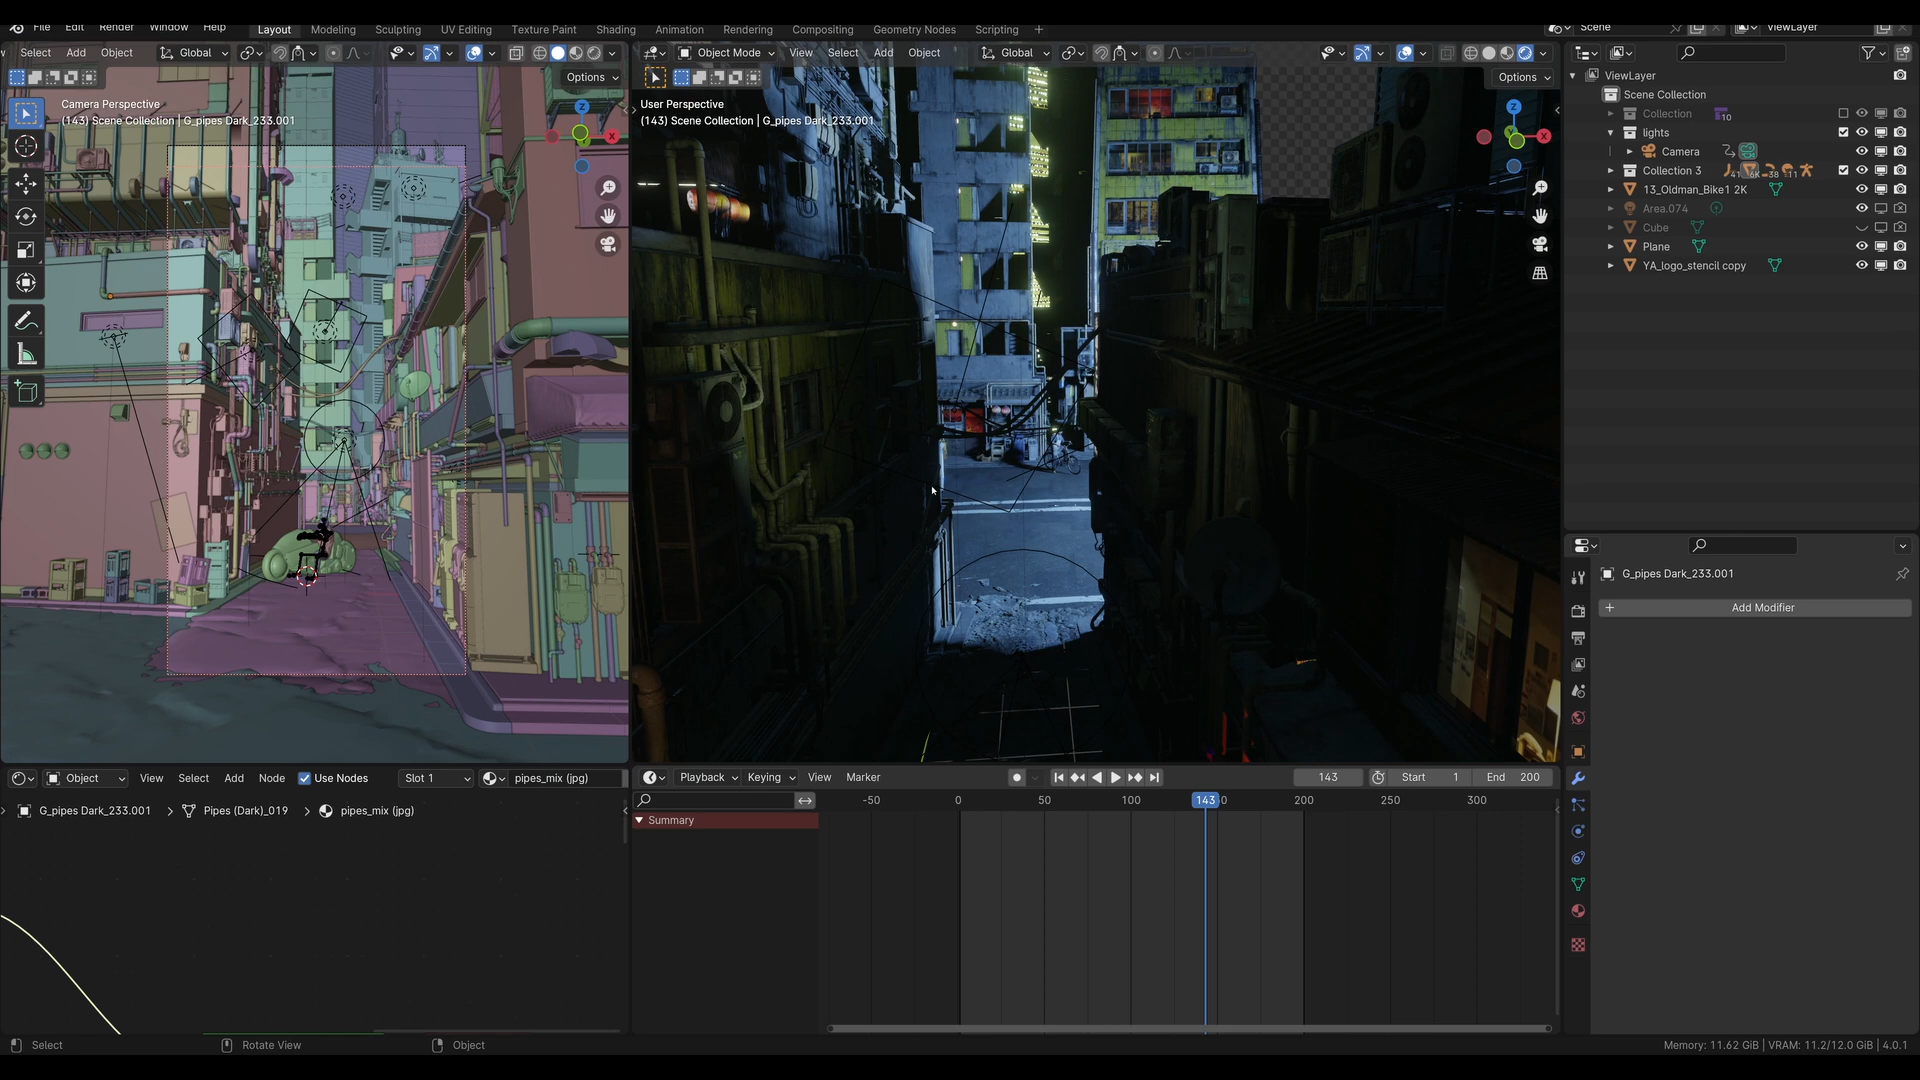 File Edit Render Window Help Layout Modeling Sculpting UV Editing Texture Paint Shading Animation Rendering Compositing Geometry Nodes Scripting + Scene ViewLayer
Select Add Object Global
Object Mode View Select Add Object Global
Options
Options
Camera Perspective
(143) Scene Collection | G_pipes Dark_233.001
Z
X
User Perspective
(143) Scene Collection | G_pipes Dark_233.001
Z
X
ViewLayer
Scene Collection
Collection 10
lights
Camera
Collection 3
13_Oldman_Bike1 2K
Area.074
Cube
Plane
YA_logo_stencil copy
G_pipes Dark_233.001
+ Add Modifier
Object View Select Add Node Use Nodes Slot 1 pipes_mix (jpg)
G_pipes Dark_233.001 > Pipes (Dark)_019 > pipes_mix (jpg)
Playback Keying View Marker 143 Start 1 End 200
-50 0 50 100 143 200 250 300
Summary
Select Rotate View Object
Memory: 11.62 GiB | VRAM: 11.2/12.0 GiB | 4.0.1